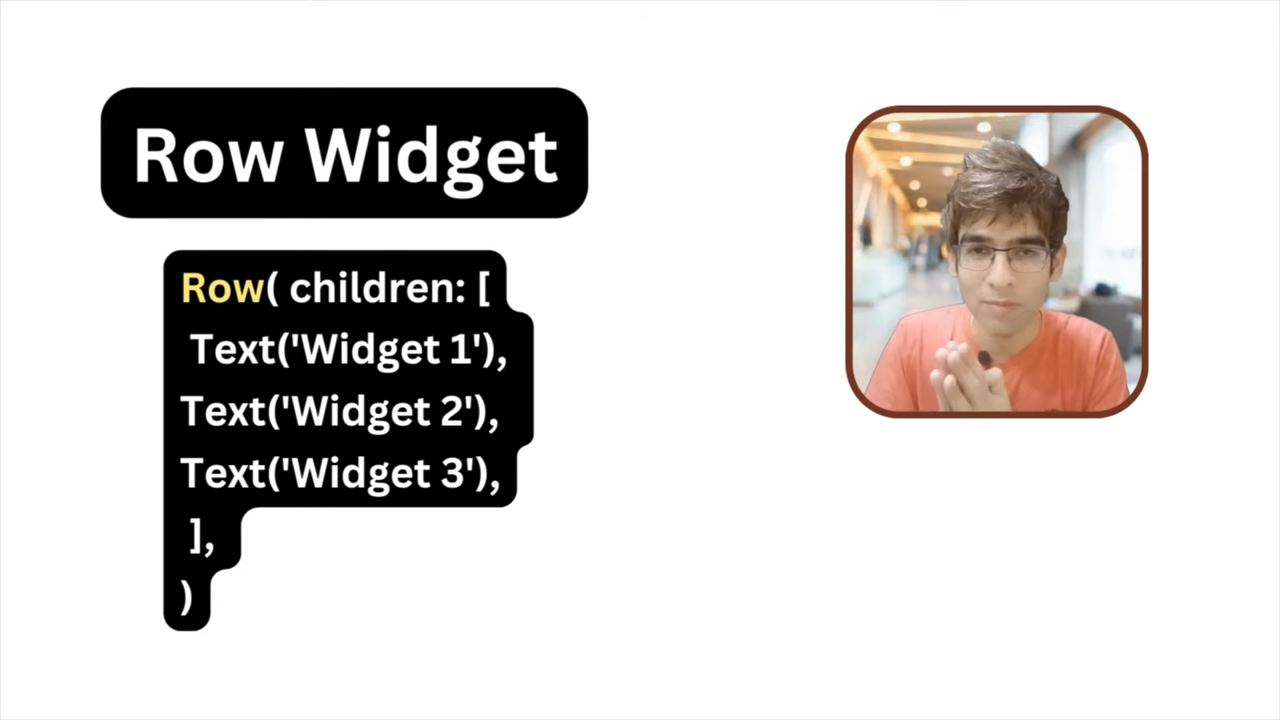 Row Widget
Row( children: [
Text('Widget 1'),
Text('Widget 2'),
Text('Widget 3'),
],
)